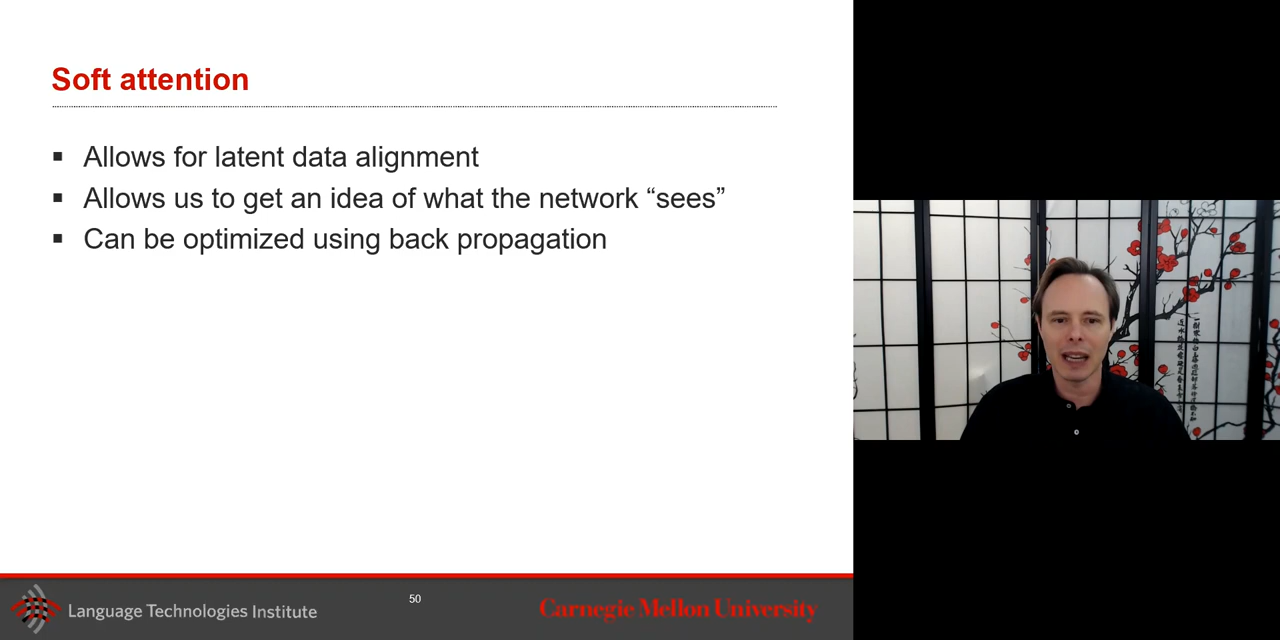 Soft attention
▪ Allows for latent data alignment
▪ Allows us to get an idea of what the network “sees”
▪ Can be optimized using back propagation
50
Language Technologies Institute
Carnegie Mellon University